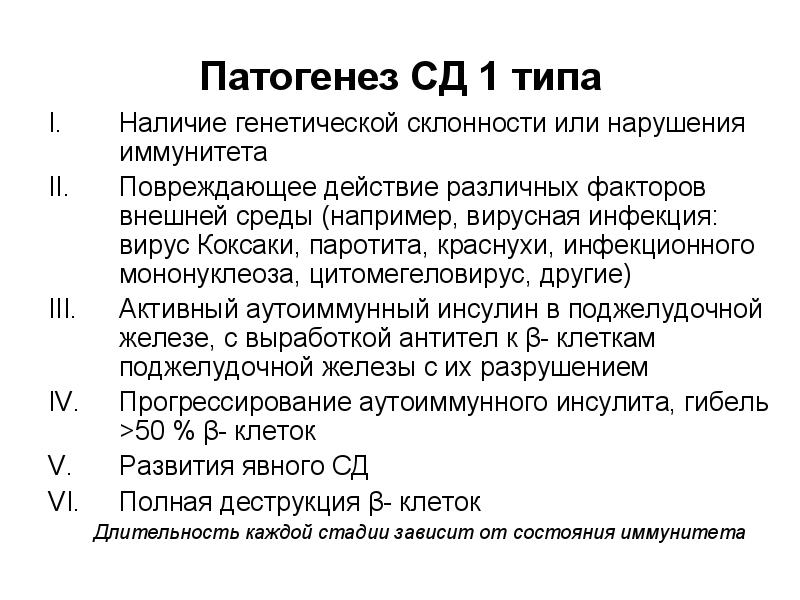 Патогенез СД 1 типа
I. Наличие генетической склонности или нарушения
иммунитета
II. Повреждающее действие различных факторов
внешней среды (например, вирусная инфекция:
вирус Коксаки, паротита, краснухи, инфекционного
мононуклеоза, цитомегеловирус, другие)
III. Активный аутоиммунный инсулин в поджелудочной
железе, с выработкой антител к β- клеткам
поджелудочной железы с их разрушением
IV. Прогрессирование аутоиммунного инсулита, гибель
>50 % β- клеток
V. Развития явного СД
VI. Полная деструкция β- клеток
Длительность каждой стадии зависит от состояния иммунитета